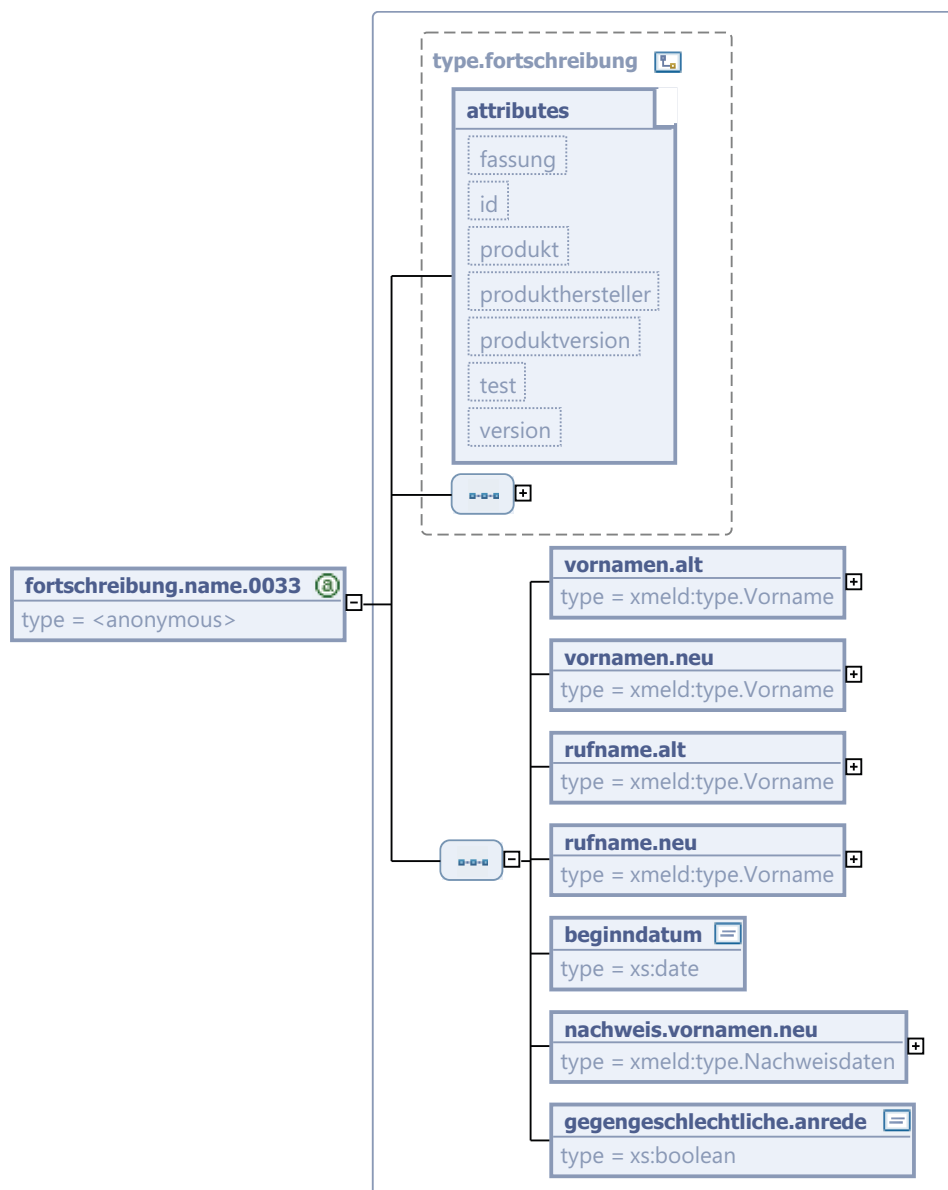 type.fortschreibung
attributes
fassung
id
produkt
produkthersteller
produktversion
test
version
fortschreibung.name.0033 @
type = <anonymous>
vornamen.alt
type = xmeld:type.Vorname
vornamen.neu
type = xmeld:type.Vorname
rufname.alt
type = xmeld:type.Vorname
rufname.neu
type = xmeld:type.Vorname
beginndatum
type = xs:date
nachweis.vornamen.neu
type = xmeld:type.Nachweisdaten
gegengeschlechtliche.anrede
type = xs:boolean